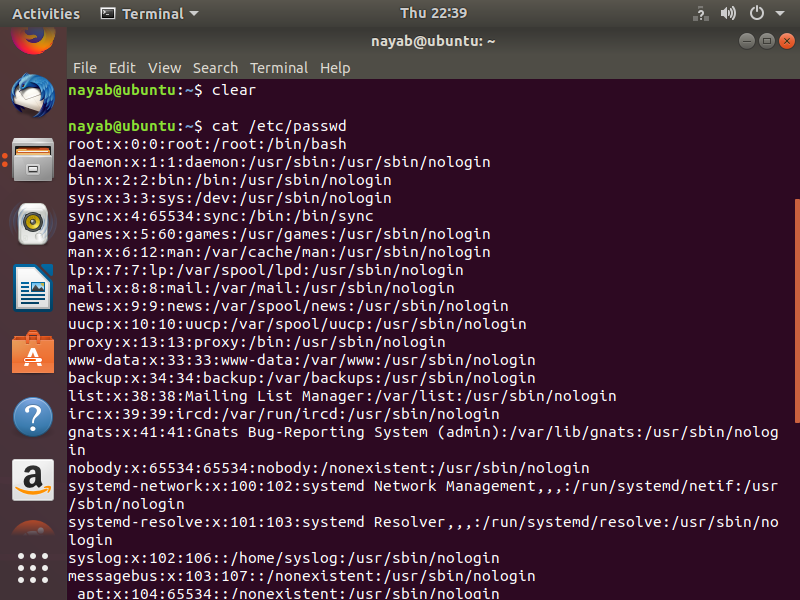 Activities Terminal Thu 22:39
nayab@ubuntu: ~
File Edit View Search Terminal Help
nayab@ubuntu:~$ clear
nayab@ubuntu:~$ cat /etc/passwd
root:x:0:0:root:/root:/bin/bash
daemon:x:1:1:daemon:/usr/sbin:/usr/sbin/nologin
bin:x:2:2:bin:/bin:/usr/sbin/nologin
sys:x:3:3:sys:/dev:/usr/sbin/nologin
sync:x:4:65534:sync:/bin:/bin/sync
games:x:5:60:games:/usr/games:/usr/sbin/nologin
man:x:6:12:man:/var/cache/man:/usr/sbin/nologin
lp:x:7:7:lp:/var/spool/lpd:/usr/sbin/nologin
mail:x:8:8:mail:/var/mail:/usr/sbin/nologin
news:x:9:9:news:/var/spool/news:/usr/sbin/nologin
uucp:x:10:10:uucp:/var/spool/uucp:/usr/sbin/nologin
proxy:x:13:13:proxy:/bin:/usr/sbin/nologin
www-data:x:33:33:www-data:/var/www:/usr/sbin/nologin
backup:x:34:34:backup:/var/backups:/usr/sbin/nologin
list:x:38:38:Mailing List Manager:/var/list:/usr/sbin/nologin
irc:x:39:39:ircd:/var/run/ircd:/usr/sbin/nologin
gnats:x:41:41:Gnats Bug-Reporting System (admin):/var/lib/gnats:/usr/sbin/nolog
in
nobody:x:65534:65534:nobody:/nonexistent:/usr/sbin/nologin
systemd-network:x:100:102:systemd Network Management,,,:/run/systemd/netif:/usr
/sbin/nologin
systemd-resolve:x:101:103:systemd Resolver,,,:/run/systemd/resolve:/usr/sbin/no
login
syslog:x:102:106::/home/syslog:/usr/sbin/nologin
messagebus:x:103:107::/nonexistent:/usr/sbin/nologin
_apt:x:104:65534::/nonexistent:/usr/sbin/nologin